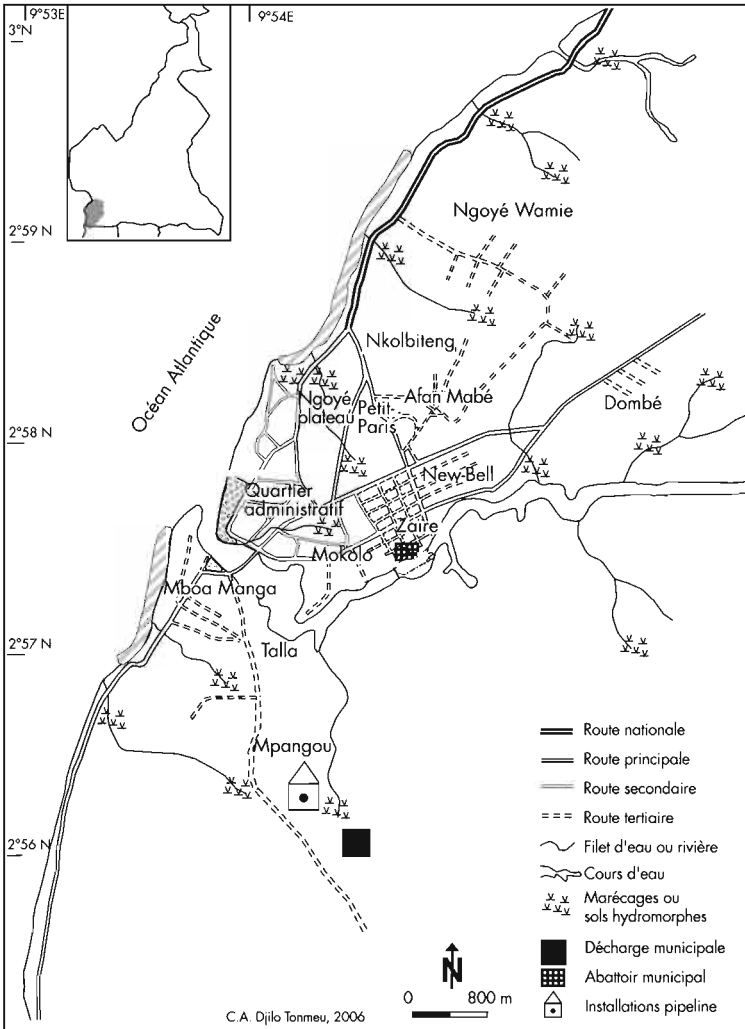 9°53E
9°54E
3°N
2°59 N
Ngoyé Wamie
Océan Atlantique
Nkolbiteng
Ngoyé
plateau
Petit-
Paris
Afan Mabé
Dombé
2°58 N
New-Bell
Quartier
administratif
Zaire
Mokolo
Mboa Manga
2°57 N
Talla
Mpangou
2°56 N
Route nationale
Route principale
Route secondaire
Route tertiaire
Filet d'eau ou rivière
Cours d'eau
Marécages ou
sols hydromorphes
Décharge municipale
Abattoir municipal
Installations pipeline
N
0 800 m
C.A. Djilo Tonmeu, 2006